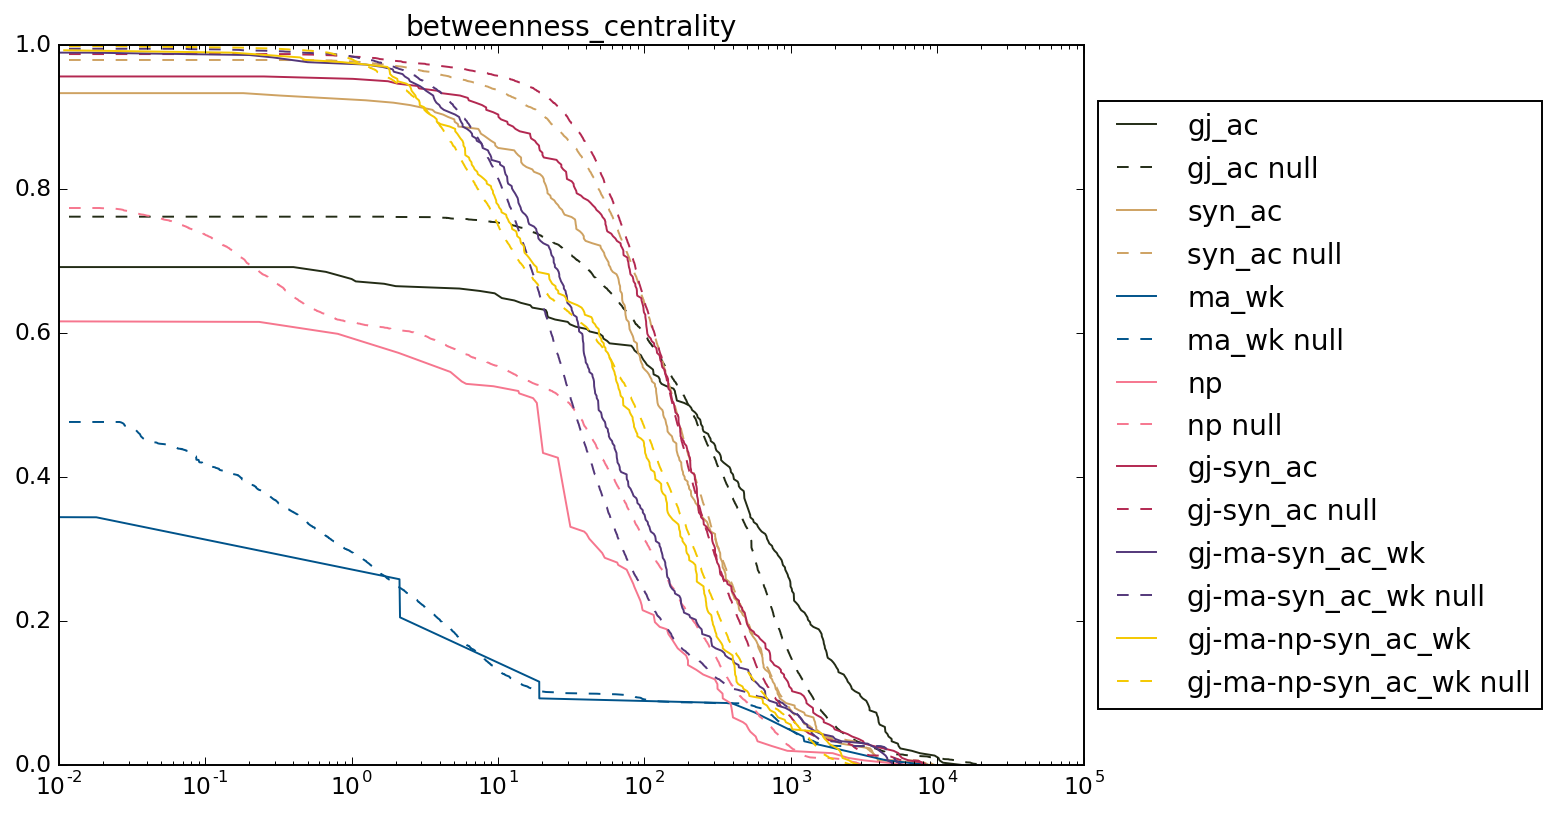 betweenness_centrality
1.0
0.8
0.6
0.4
0.2
0.0
10^-2 10^-1 10^0 10^1 10^2 10^3 10^4 10^5
gj_ac
gj_ac null
syn_ac
syn_ac null
ma_wk
ma_wk null
np
np null
gj-syn_ac
gj-syn_ac null
gj-ma-syn_ac_wk
gj-ma-syn_ac_wk null
gj-ma-np-syn_ac_wk
gj-ma-np-syn_ac_wk null